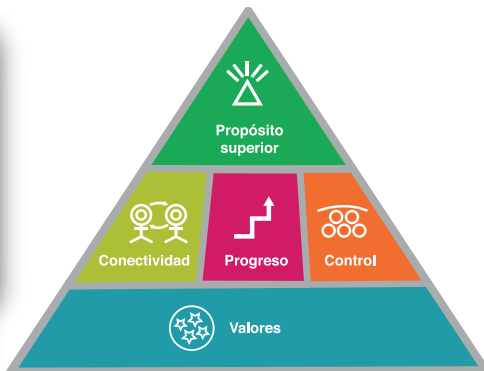 Propósito
superior
Conectividad
Progreso
Control
Valores